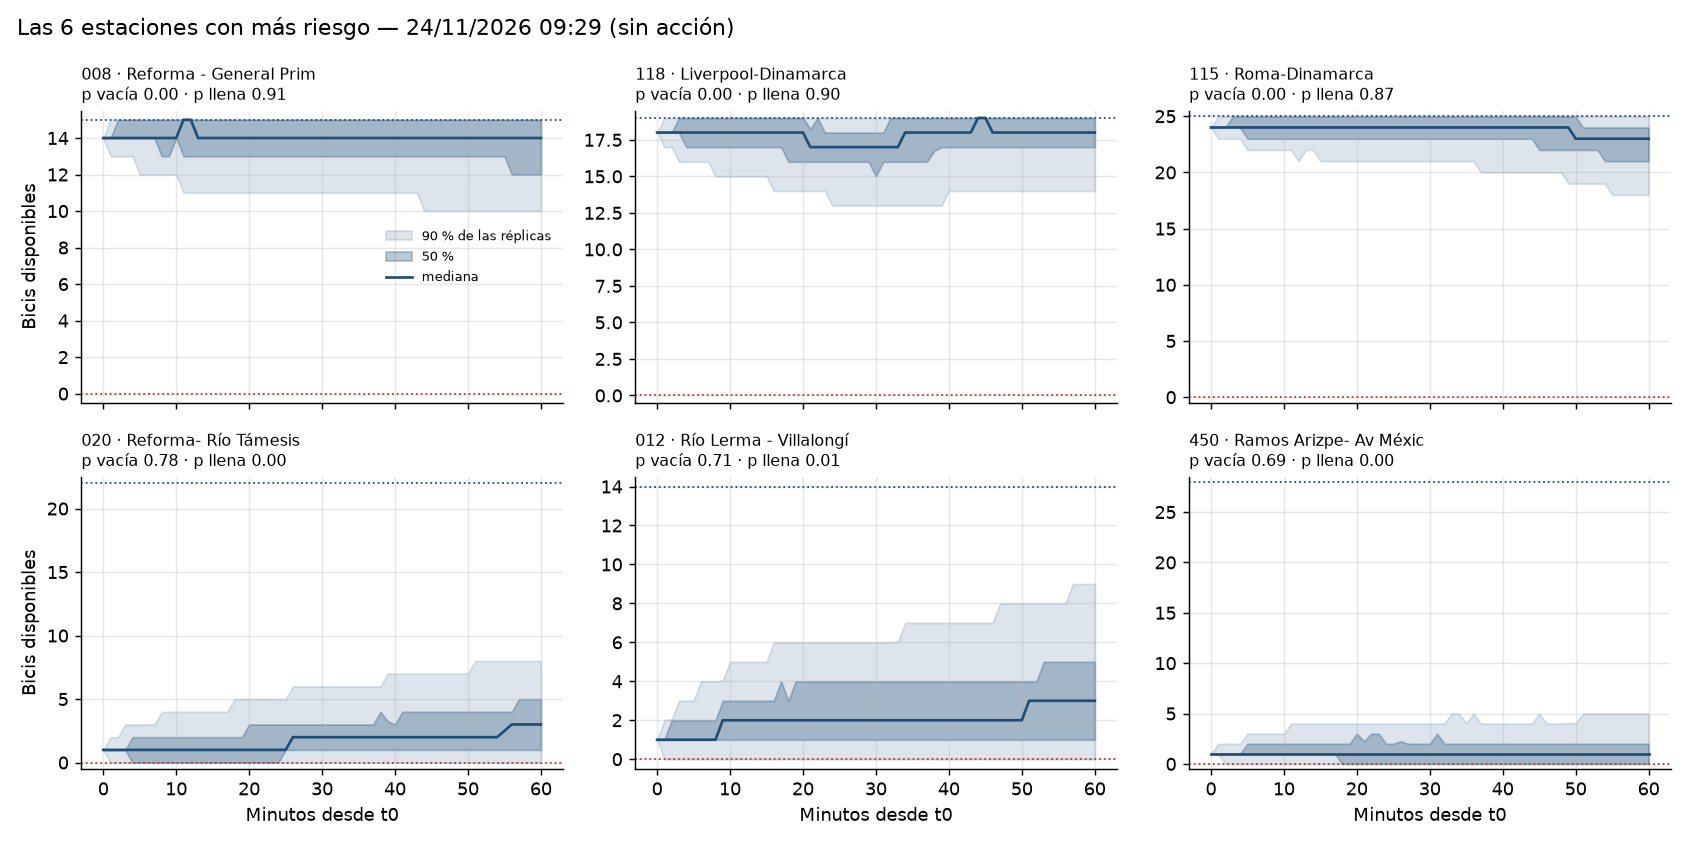 Las 6 estaciones con más riesgo — 24/11/2026 09:29 (sin acción)
008 · Reforma - General Prim
p vacía 0.00 · p llena 0.91
118 · Liverpool-Dinamarca
p vacía 0.00 · p llena 0.90
115 · Roma-Dinamarca
p vacía 0.00 · p llena 0.87
Bicis disponibles
14
12
10
8
6
4
2
0
90 % de las réplicas
50 %
mediana
17.5
15.0
12.5
10.0
7.5
5.0
2.5
0.0
25
20
15
10
5
0
020 · Reforma- Río Támesis
p vacía 0.78 · p llena 0.00
012 · Río Lerma - Villalongí
p vacía 0.71 · p llena 0.01
450 · Ramos Arizpe- Av Méxic
p vacía 0.69 · p llena 0.00
Bicis disponibles
20
15
10
5
0
0 10 20 30 40 50 60
Minutos desde t0
14
12
10
8
6
4
2
0
0 10 20 30 40 50 60
Minutos desde t0
25
20
15
10
5
0
0 10 20 30 40 50 60
Minutos desde t0